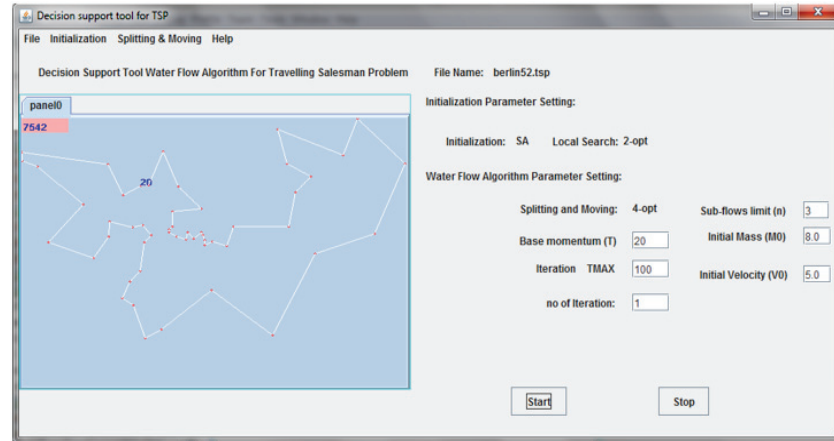 Decision support tool for TSP
File Initialization Splitting & Moving Help
Decision Support Tool Water Flow Algorithm For Travelling Salesman Problem
File Name: berlin52.tsp
panel0
7542
20
Initialization Parameter Setting:
Initialization: SA Local Search: 2-opt
Water Flow Algorithm Parameter Setting:
Splitting and Moving: 4-opt Sub-flows limit (n) 3
Base momentum (T) 20 Initial Mass (M0) 8.0
Iteration TMAX 100 Initial Velocity (V0) 5.0
no of Iteration: 1
Start Stop